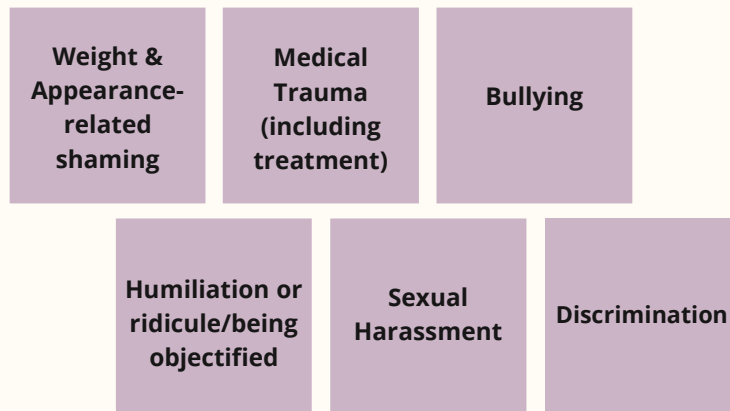 Weight &
Appearance-
related
shaming
Medical
Trauma
(including
treatment)
Bullying
Humiliation or
ridicule/being
objectified
Sexual
Harassment
Discrimination